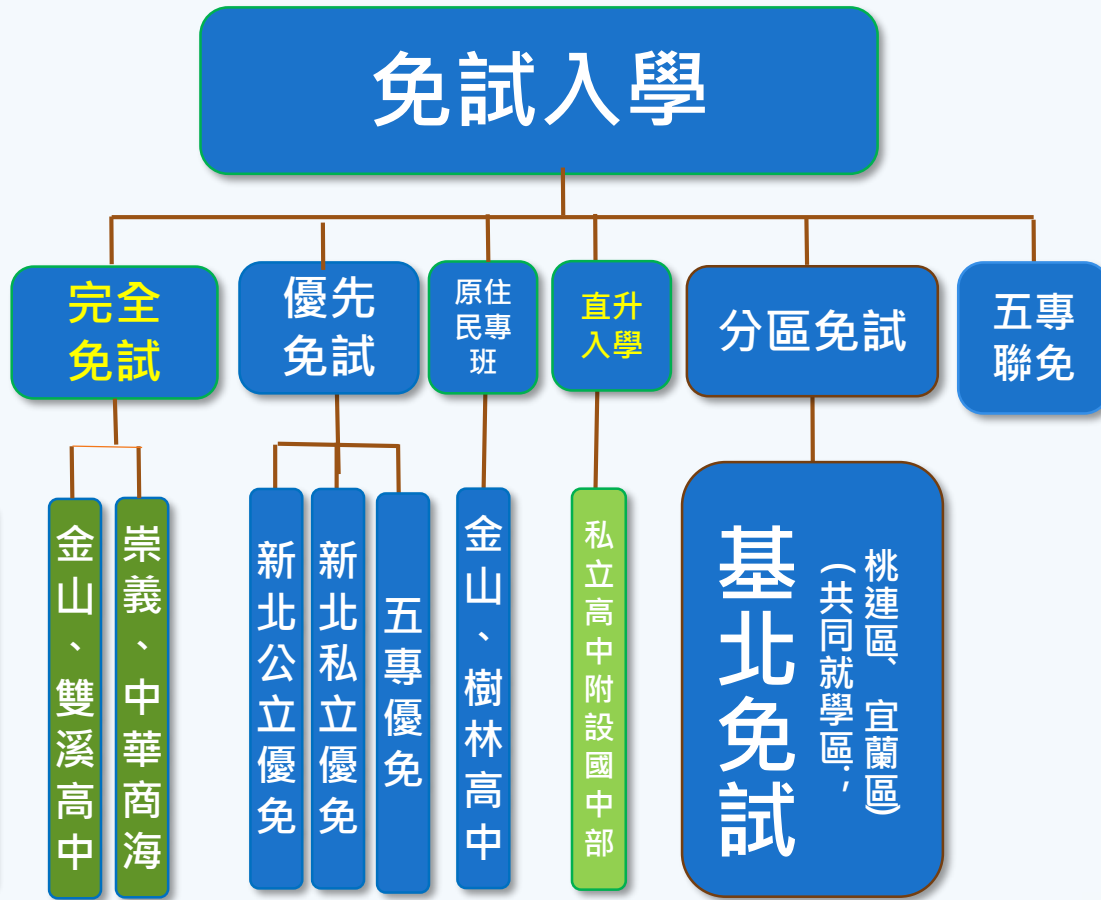 免試入學
完全
免試
優先
免試
原住
民專
班
直升
入學
分區免試
五專
聯免
金山、雙溪高中
崇義、中華商海
新北公立優免
新北私立優免
五專優免
金山、樹林高中
私立高中附設國中部
基北免試
(共同就學區;
桃連區、宜蘭區)